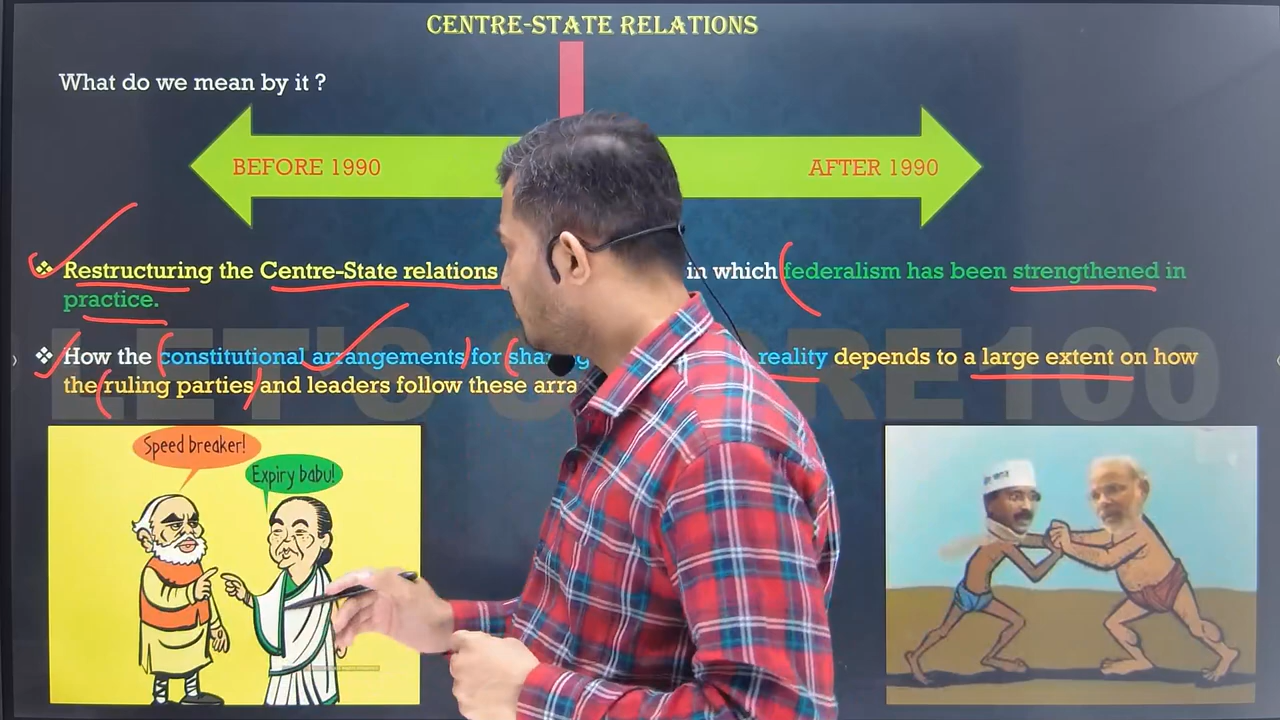 CENTRE-STATE RELATIONS
What do we mean by it ?
BEFORE 1990
AFTER 1990
❖ Restructuring the Centre-State relations in which federalism has been strengthened in
practice.
❖ How the constitutional arrangements for reality depends to a large extent on how
the ruling parties and leaders follow these
LET'S
100
Speed breaker!
Expiry babu!